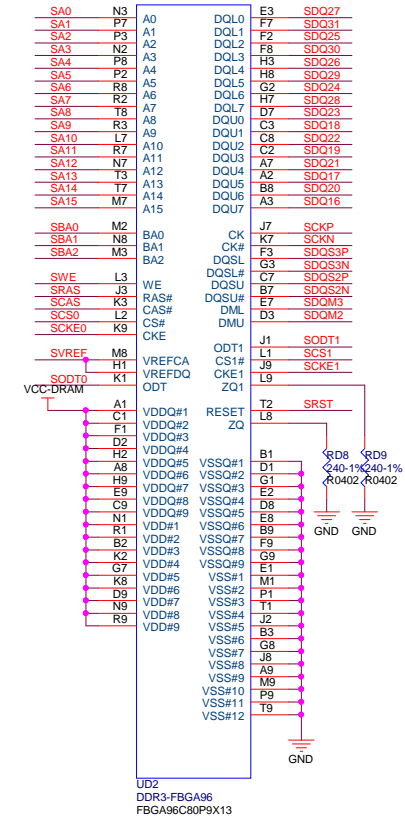 SA0 N3 A0 DQL0 E3 SDQ27
SA1 P7 A1 DQL1 F7 SDQ31
SA2 P3 A2 DQL2 F2 SDQ25
SA3 N2 A3 DQL3 F8 SDQ30
SA4 P8 A4 DQL4 H3 SDQ26
SA5 P2 A5 DQL5 H8 SDQ29
SA6 R8 A6 DQL6 G2 SDQ24
SA7 R2 A7 DQL7 H7 SDQ28
SA8 T8 A8 DQU0 D7 SDQ23
SA9 R3 A9 DQU1 C3 SDQ18
SA10 L7 A10 DQU2 C8 SDQ22
SA11 R7 A11 DQU3 C2 SDQ19
SA12 N7 A12 DQU4 A7 SDQ21
SA13 T3 A13 DQU5 A2 SDQ17
SA14 T7 A14 DQU6 B8 SDQ20
SA15 M7 A15 DQU7 A3 SDQ16
SBA0 M2 BA0 CK J7 SCKP
SBA1 N8 BA1 CK# K7 SCKN
SBA2 M3 BA2 DQSL F3 SDQS3P
DQSL# G3 SDQS3N
SWE L3 WE DQSU C7 SDQS2P
SRAS J3 RAS# DQSU# B7 SDQS2N
SCAS K3 CAS# DML E7 SDQM3
SCS0 L2 CS# DMU D3 SDQM2
SCKE0 K9 CKE
ODT1 J1 SODT1
SVREF M8 VREFCA CS1# L1 SCS1
H1 VREFDQ CKE1 J9 SCKE1
SODT0 K1 ODT ZQ1 L9
VCC-DRAM
A1 VDDQ#1 RESET T2 SRST
C1 VDDQ#2 ZQ L8
F1 VDDQ#3
D2 VDDQ#4
H2 VDDQ#5 VSSQ#1 B1
A8 VDDQ#6 VSSQ#2 D1
H9 VDDQ#7 VSSQ#3 G1
E9 VDDQ#8 VSSQ#4 E2
C9 VDDQ#9 VSSQ#5 D8
N1 VDD#1 VSSQ#6 E8
R1 VDD#2 VSSQ#7 B9
B2 VDD#3 VSSQ#8 F9
K2 VDD#4 VSSQ#9 G9
G7 VDD#5 VSS#1 E1
K8 VDD#6 VSS#2 M1
D9 VDD#7 VSS#3 P1
N9 VDD#8 VSS#4 T1
R9 VDD#9 VSS#5 J2
VSS#6 B3
VSS#7 G8
VSS#8 J8
VSS#9 A9
VSS#10 M9
VSS#11 P9
VSS#12 T9
RD8 RD9
240-1% 240-1%
R0402 R0402
GND GND
GND
UD2
DDR3-FBGA96
FBGA96C80P9X13